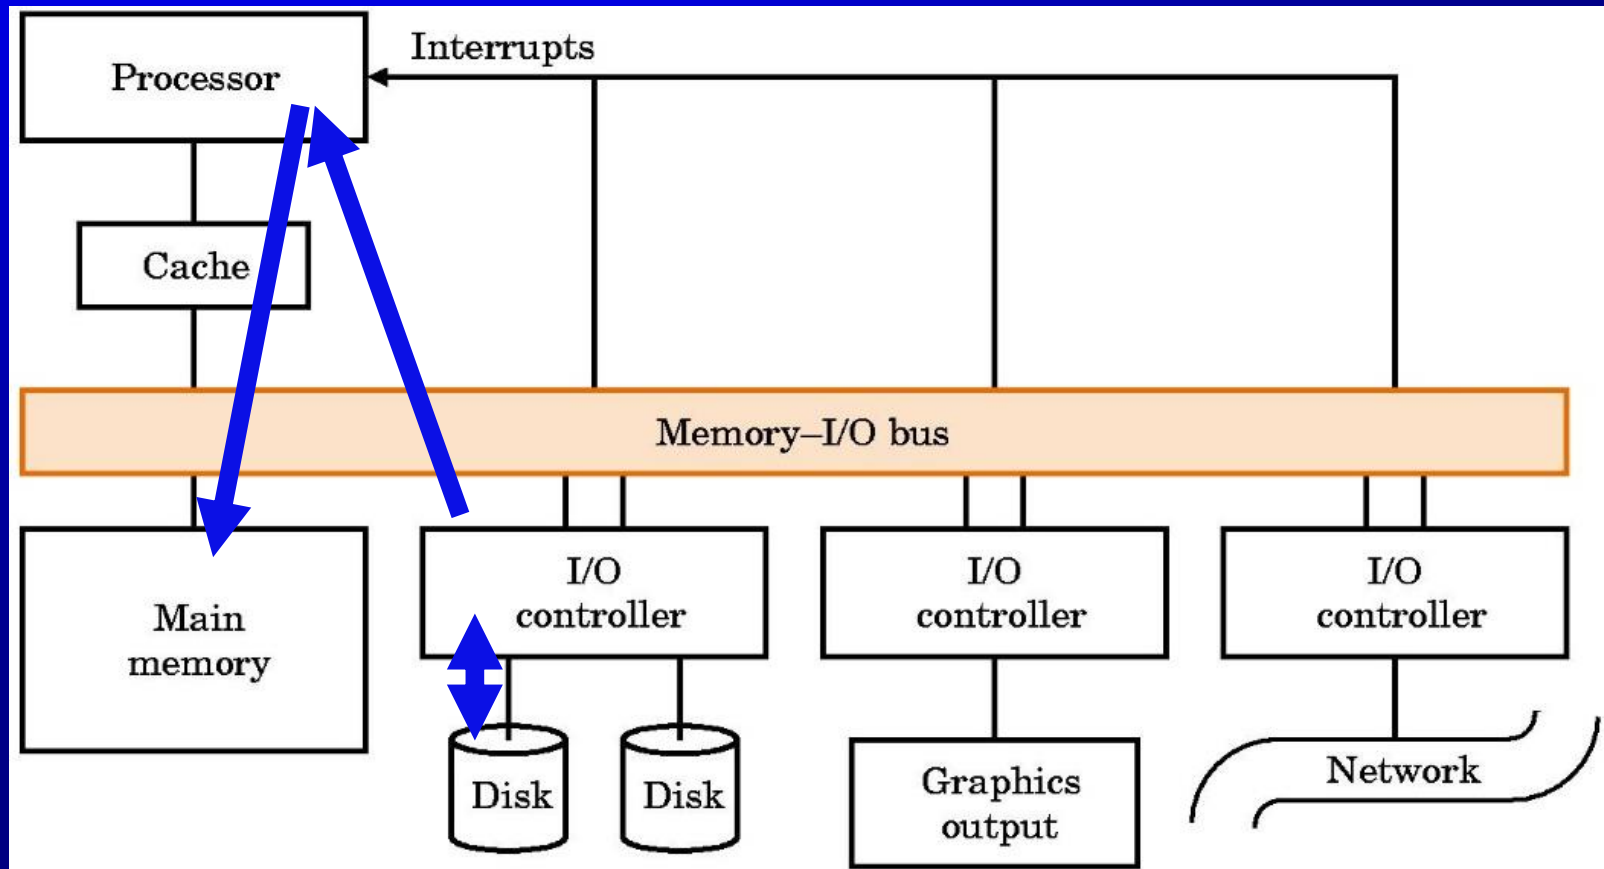 Interrupts
Processor
Cache
Memory–I/O bus
Main
memory
I/O
controller
I/O
controller
I/O
controller
Disk
Disk
Graphics
output
Network